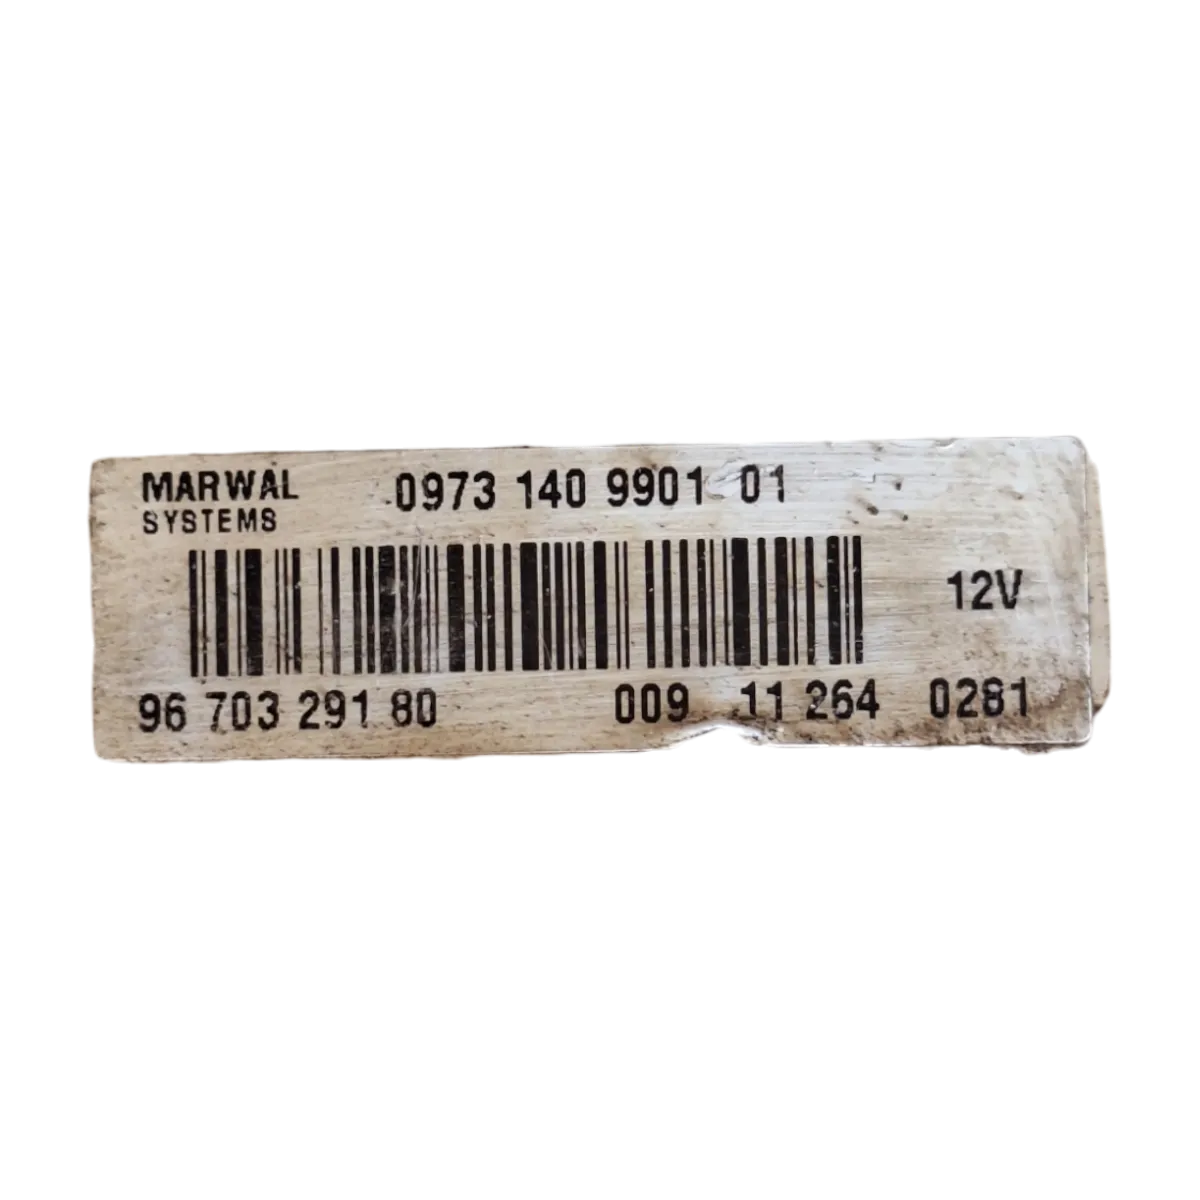 MARWAL 0973 140 9901 01
SYSTEMS
12V
96 703 291 80 009 11 264 0281